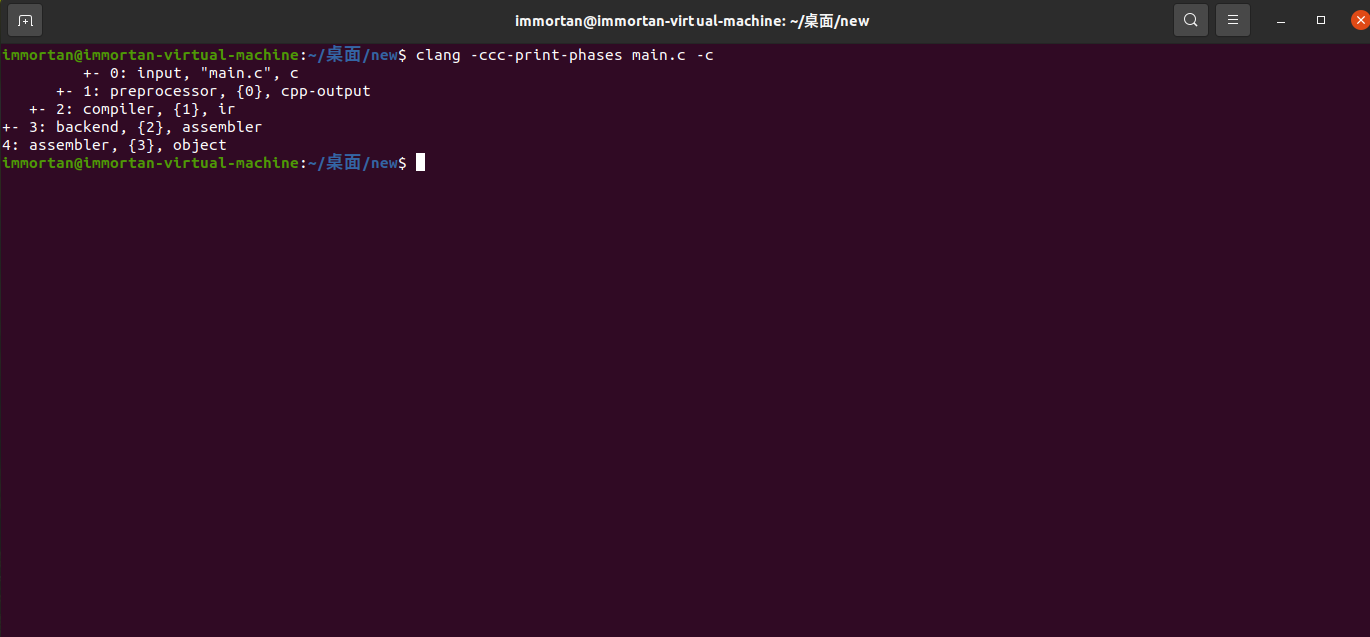 immortan@immortan-virtual-machine: ~/桌面/new
immortan@immortan-virtual-machine:~/桌面/new$ clang -ccc-print-phases main.c -c
         +- 0: input, "main.c", c
      +- 1: preprocessor, {0}, cpp-output
   +- 2: compiler, {1}, ir
+- 3: backend, {2}, assembler
4: assembler, {3}, object
immortan@immortan-virtual-machine:~/桌面/new$